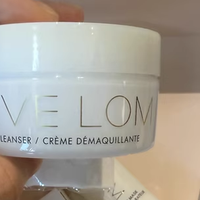 VE LOM
LEANSER / CRÈME DÉMAQUILLANTE